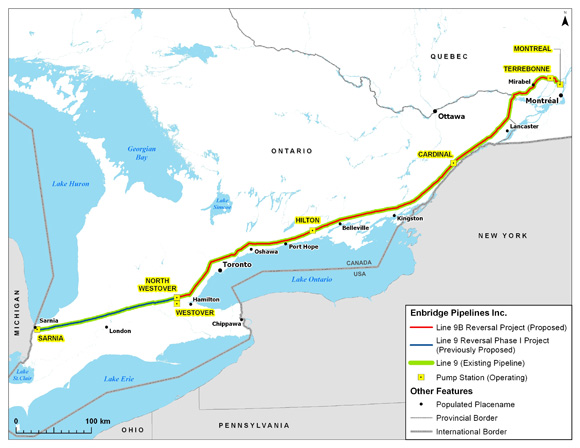 QUEBEC
MONTREAL
TERREBONNE
Mirabel
Montréal
Ottawa
Lancaster
ONTARIO
Georgian
Bay
CARDINAL
Lake Huron
Lake
Simcoe
HILTON
Kingston
Belleville
NEW YORK
Oshawa
Port Hope
Toronto
CANADA
USA
NORTH
WESTOVER
Lake Ontario
Hamilton
WESTOVER
MICHIGAN
Sarnia
SARNIA
London
Chippawa
Lake
St. Clair
Lake Erie
0 100 km
OHIO
PENNSYLVANIA
Enbridge Pipelines Inc.
Line 9B Reversal Project (Proposed)
Line 9 Reversal Phase I Project
(Previously Proposed)
Line 9 (Existing Pipeline)
Pump Station (Operating)
Other Features
Populated Placename
Provincial Border
International Border